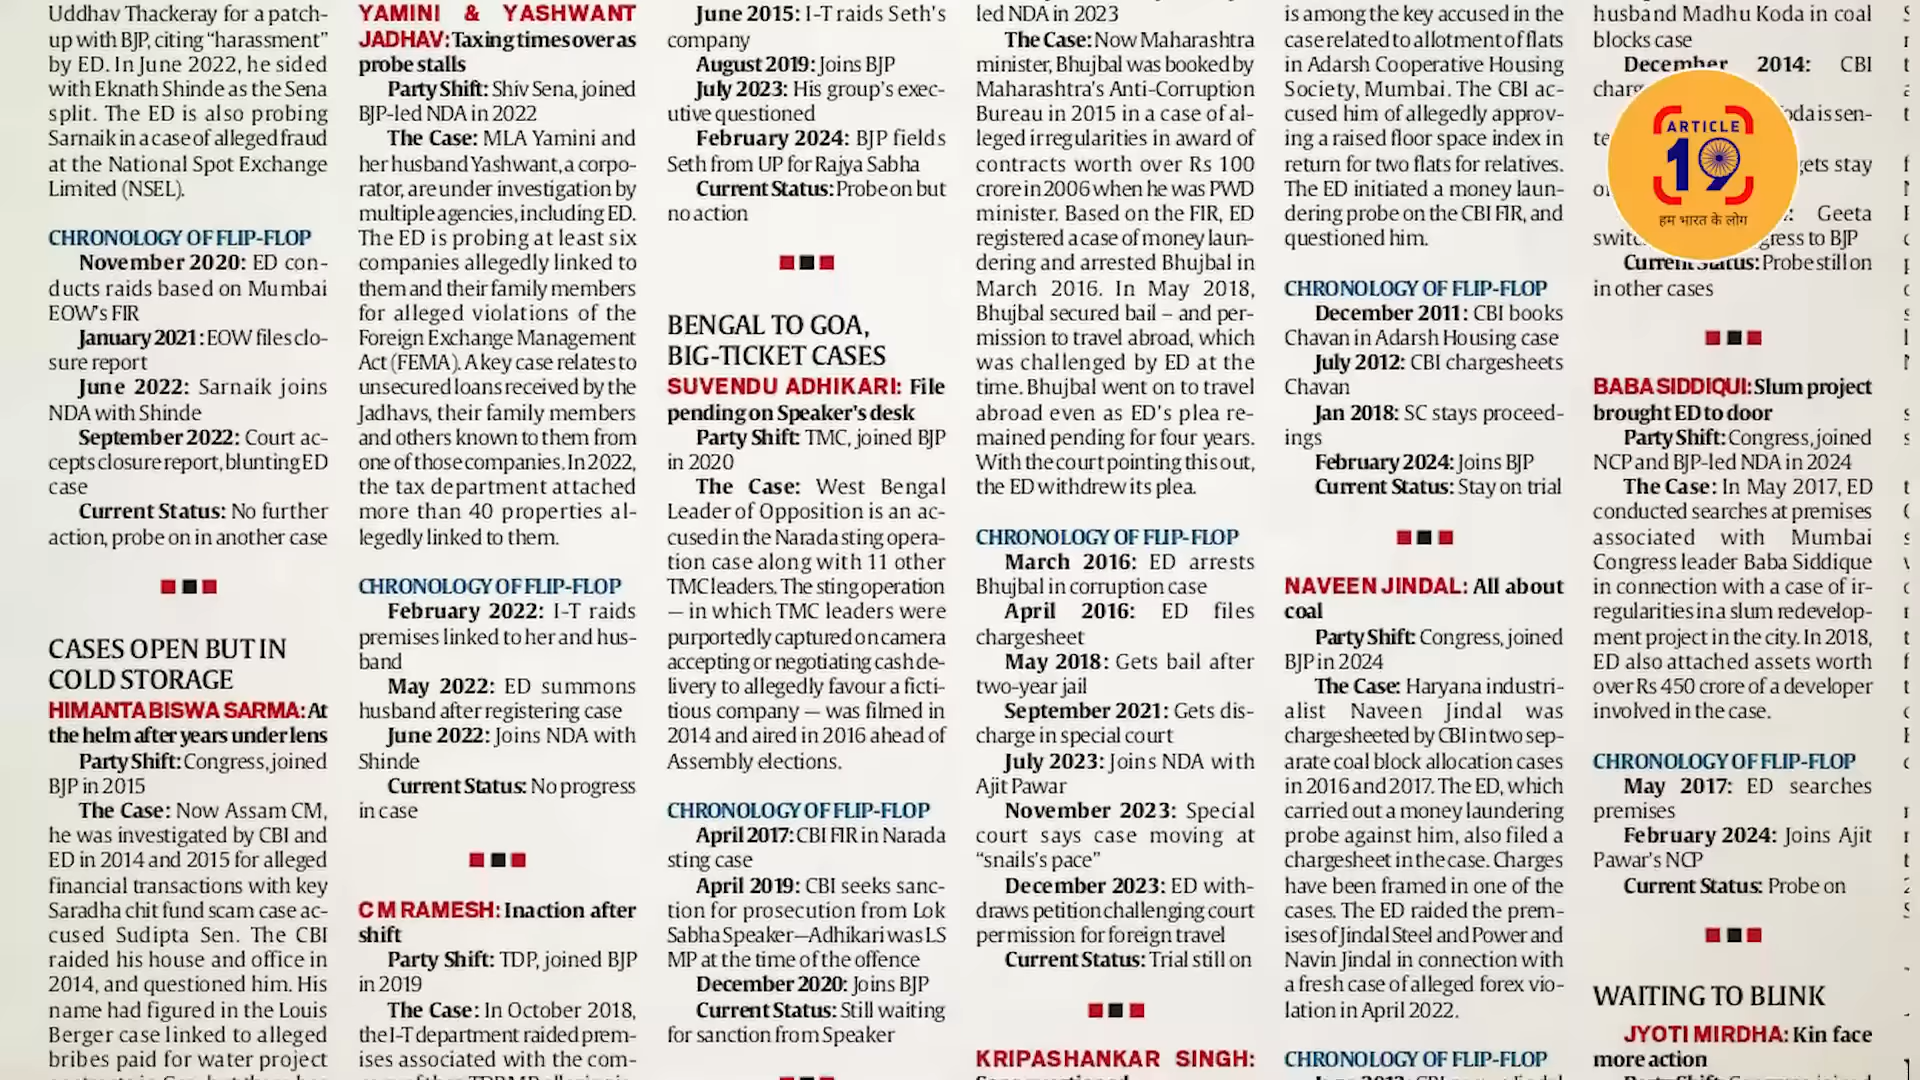 Uddhav Thackeray for a patch-
up with BJP, citing “harassment”
by ED. In June 2022, he sided
with Eknath Shinde as the Sena
split. The ED is also probing
Sarnaik in a case of alleged fraud
at the National Spot Exchange
Limited (NSEL).
CHRONOLOGY OF FLIP-FLOP
November 2020: ED con-
ducts raids based on Mumbai
EOW's FIR
January 2021: EOW files clo-
sure report
June 2022: Sarnaik joins
NDA with Shinde
September 2022: Court ac-
cepts closure report, blunting ED
case
Current Status: No further
action, probe on in another case
CASES OPEN BUT IN
COLD STORAGE
HIMANTA BISWA SARMA: At
the helm after years under lens
Party Shift: Congress, joined
BJP in 2015
The Case: Now Assam CM,
he was investigated by CBI and
ED in 2014 and 2015 for alleged
financial transactions with key
Saradha chit fund scam case ac-
cused Sudipta Sen. The CBI
raided his house and office in
2014, and questioned him. His
name had figured in the Louis
Berger case linked to alleged
bribes paid for water project
YAMINI & YASHWANT
JADHAV: Taxing times over as
probe stalls
Party Shift: Shiv Sena, joined
BJP-led NDA in 2022
The Case: MLA Yamini and
her husband Yashwant, a corpo-
rator, are under investigation by
multiple agencies, including ED.
The ED is probing at least six
companies allegedly linked to
them and their family members
for alleged violations of the
Foreign Exchange Management
Act (FEMA). A key case relates to
unsecured loans received by the
Jadhavs, their family members
and others known to them from
one of those companies. In 2022,
the tax department attached
more than 40 properties al-
legedly linked to them.
CHRONOLOGY OF FLIP-FLOP
February 2022: I-T raids
premises linked to her and hus-
band
May 2022: ED summons
husband after registering case
June 2022: Joins NDA with
Shinde
Current Status: No progress
in case
C M RAMESH: Inaction after
shift
Party Shift: TDP, joined BJP
in 2019
The Case: In October 2018,
the I-T department raided prem-
ises associated with the com-
June 2015: I-T raids Seth's
company
August 2019: Joins BJP
July 2023: His group's exec-
utive questioned
February 2024: BJP fields
Seth from UP for Rajya Sabha
Current Status: Probe on but
no action
BENGAL TO GOA,
BIG-TICKET CASES
SUVENDU ADHIKARI: File
pending on Speaker's desk
Party Shift: TMC, joined BJP
in 2020
The Case: West Bengal
Leader of Opposition is an ac-
cused in the Narada sting opera-
tion case along with 11 other
TMC leaders. The sting operation
— in which TMC leaders were
purportedly captured on camera
accepting or negotiating cash de-
livery to allegedly favour a ficti-
tious company — was filmed in
2014 and aired in 2016 ahead of
Assembly elections.
CHRONOLOGY OF FLIP-FLOP
April 2017: CBI FIR in Narada
sting case
April 2019: CBI seeks sanc-
tion for prosecution from Lok
Sabha Speaker—Adhikari was LS
MP at the time of the offence
December 2020: Joins BJP
Current Status: Still waiting
for sanction from Speaker
led NDA in 2023
The Case: Now Maharashtra
minister, Bhujbal was booked by
Maharashtra's Anti-Corruption
Bureau in 2015 in a case of al-
leged irregularities in award of
contracts worth over Rs 100
crore in 2006 when he was PWD
minister. Based on the FIR, ED
registered a case of money laun-
dering and arrested Bhujbal in
March 2016. In May 2018,
Bhujbal secured bail – and per-
mission to travel abroad, which
was challenged by ED at the
time. Bhujbal went on to travel
abroad even as ED's plea re-
mained pending for four years.
With the court pointing this out,
the ED withdrew its plea.
CHRONOLOGY OF FLIP-FLOP
March 2016: ED arrests
Bhujbal in corruption case
April 2016: ED files
chargesheet
May 2018: Gets bail after
two-year jail
September 2021: Gets dis-
charge in special court
July 2023: Joins NDA with
Ajit Pawar
November 2023: Special
court says case moving at
“snails's pace”
December 2023: ED with-
draws petition challenging court
permission for foreign travel
Current Status: Trial still on
KRIPASHANKAR SINGH:
is among the key accused in the
case related to allotment of flats
in Adarsh Cooperative Housing
Society, Mumbai. The CBI ac-
cused him of allegedly approv-
ing a raised floor space index in
return for two flats for relatives.
The ED initiated a money laun-
dering probe on the CBI FIR, and
questioned him.
CHRONOLOGY OF FLIP-FLOP
December 2011: CBI books
Chavan in Adarsh Housing case
July 2012: CBI chargesheets
Chavan
Jan 2018: SC stays proceed-
ings
February 2024: Joins BJP
Current Status: Stay on trial
NAVEEN JINDAL: All about
coal
Party Shift: Congress, joined
BJP in 2024
The Case: Haryana industri-
alist Naveen Jindal was
chargesheeted by CBI in two sep-
arate coal block allocation cases
in 2016 and 2017. The ED, which
carried out a money laundering
probe against him, also filed a
chargesheet in the case. Charges
have been framed in one of the
cases. The ED raided the prem-
ises of Jindal Steel and Power and
Navin Jindal in connection with
a fresh case of alleged forex vio-
lation in April 2022.
CHRONOLOGY OF FLIP-FLOP
husband Madhu Koda in coal
blocks case
December 2014: CBI
gets stay
Geeta
to BJP
Current Status: Probe still on
in other cases
BABA SIDDIQUI: Slum project
brought ED to door
Party Shift: Congress, joined
NCP and BJP-led NDA in 2024
The Case: In May 2017, ED
conducted searches at premises
associated with Mumbai
Congress leader Baba Siddique
in connection with a case of ir-
regularities in a slum redevelop-
ment project in the city. In 2018,
ED also attached assets worth
over Rs 450 crore of a developer
involved in the case.
CHRONOLOGY OF FLIP-FLOP
May 2017: ED searches
premises
February 2024: Joins Ajit
Pawar's NCP
Current Status: Probe on
WAITING TO BLINK
JYOTI MIRDHA: Kin face
more action
ARTICLE
19
हम भारत के लोग